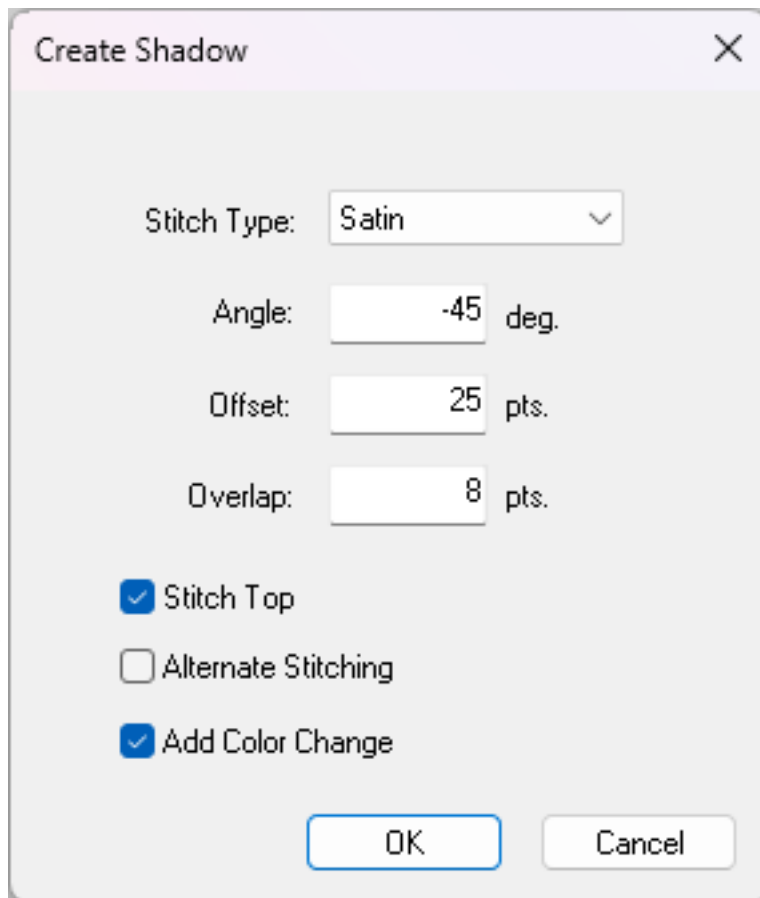 Create Shadow
Stitch Type: Satin
Angle: -45 deg.
Offset: 25 pts.
Overlap: 8 pts.
Stitch Top
Alternate Stitching
Add Color Change
OK Cancel